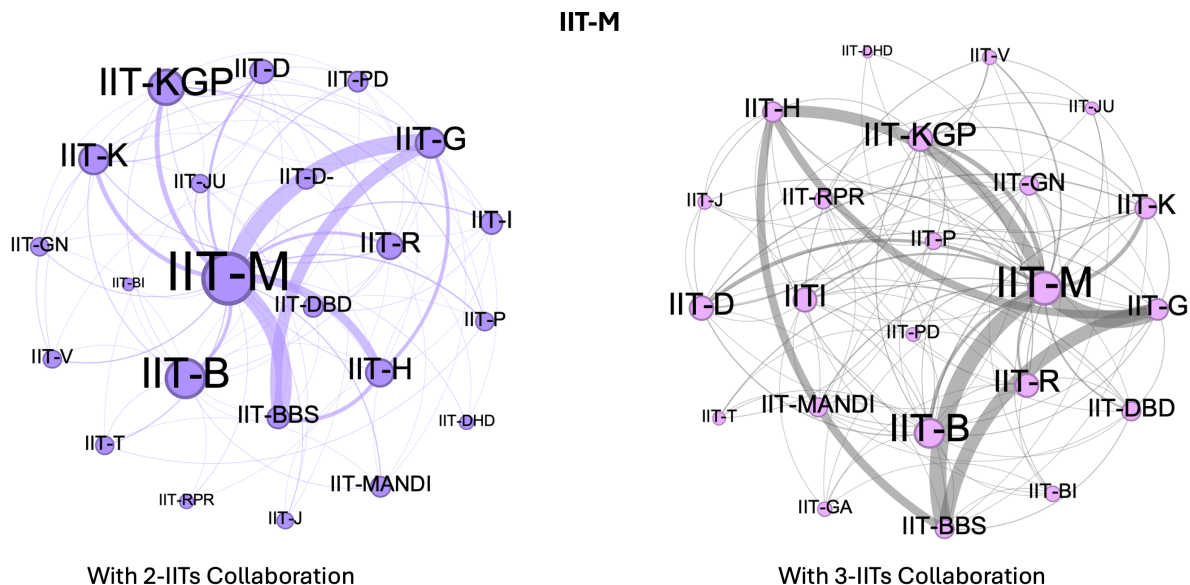 IIT-M
IIT-KGP
IIT-D
IIT-PD
IIT-G
IIT-K
IIT-JU
IIT-D-
IIT-I
IIT-GN
IIT-R
IIT-M
IIT-BI
IIT-DBD
IIT-P
IIT-V
IIT-B
IIT-H
IIT-BBS
IIT-DHD
IIT-T
IIT-MANDI
IIT-RPR
IIT-J
With 2-IITs Collaboration
IIT-DHD
IIT-V
IIT-H
IIT-JU
IIT-KGP
IIT-GN
IIT-J
IIT-RPR
IIT-K
IIT-P
IIT-M
IIT-D
IITI
IIT-G
IIT-PD
IIT-R
IIT-T
IIT-MANDI
IIT-DBD
IIT-B
IIT-BI
IIT-GA
IIT-BBS
With 3-IITs Collaboration